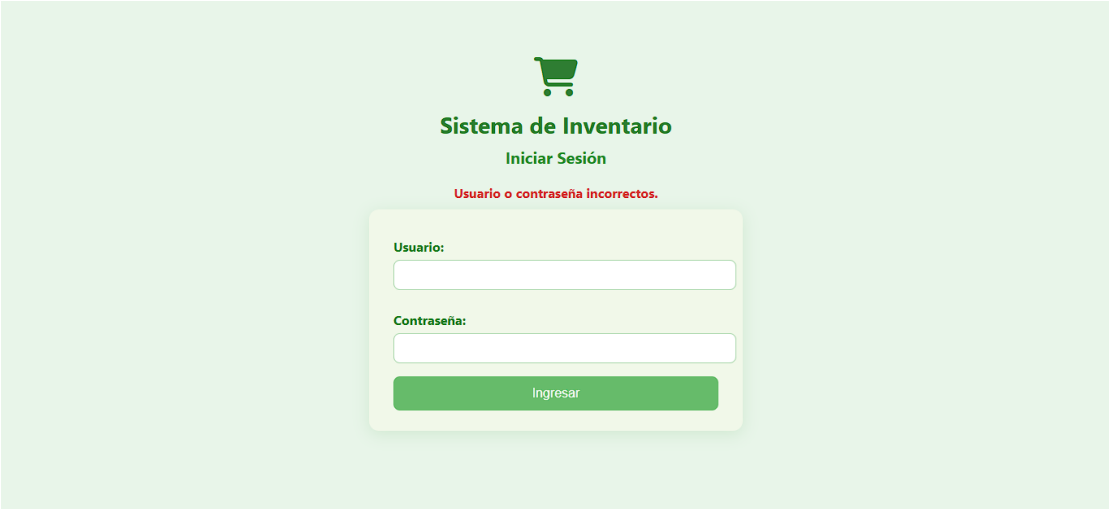 Sistema de Inventario
Iniciar Sesión
Usuario o contraseña incorrectos.
Usuario:
Contraseña:
Ingresar